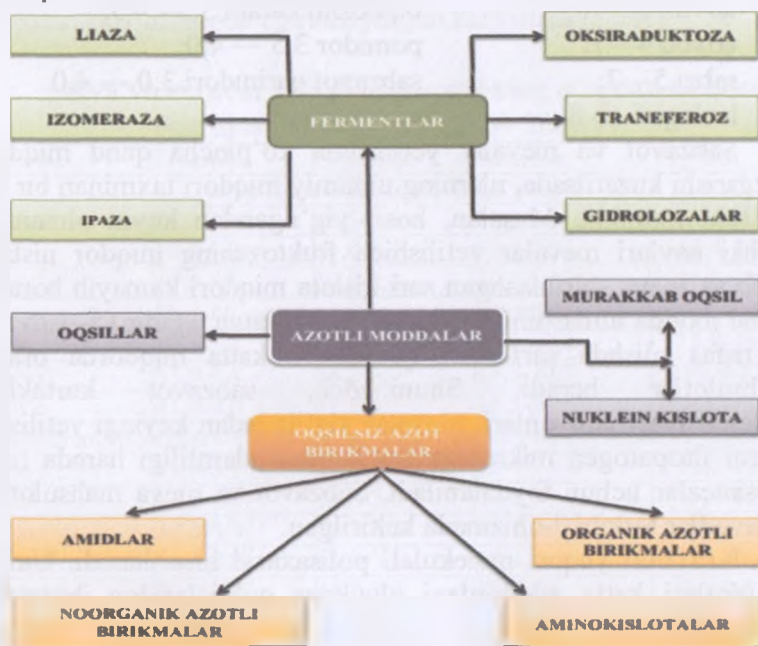 LIAZA
OKSIRADUKTOZA
IZOMERAZA
FERMENTLAR
TRANEFEROZ
IPAZA
GIDROLOZALAR
MURAKKAB OQSIL
OQSILLAR
AZOTLI MODDALAR
NUKLEIN KISLOTA
OQSILSIZ AZOT
BIRIKMALAR
AMIDLAR
ORGANIK AZOTLI
BIRIKMALAR
NOORGANIK AZOTLI
BIRIKMALAR
AMINOKISLOTALAR